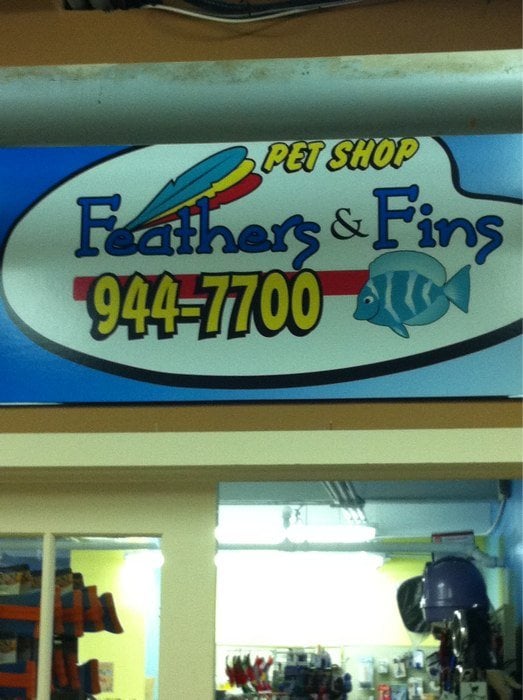 PET SHOP
Feathers & Fins
944-7700